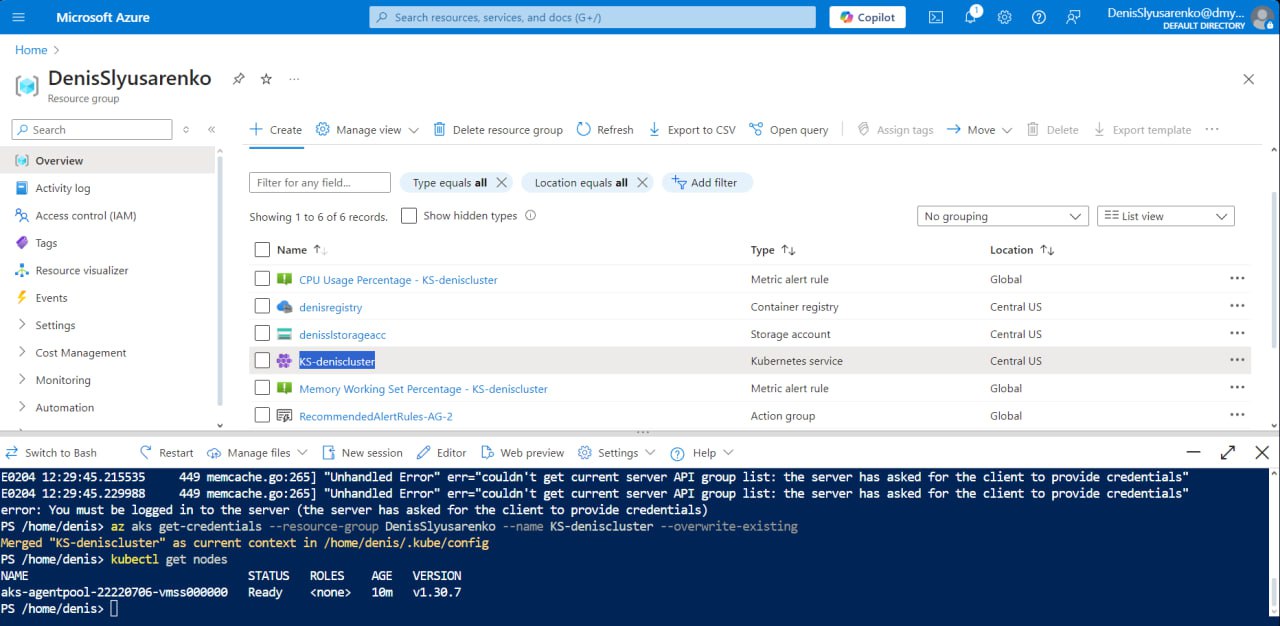 Microsoft Azure
Search resources, services, and docs (G+/)
Copilot
1
DenisSlyusarenko@dmy...
DEFAULT DIRECTORY
Home
DenisSlyusarenko
Resource group
Search
Create
Manage view
Delete resource group
Refresh
Export to CSV
Open query
Assign tags
Move
Delete
Export template
Overview
Activity log
Access control (IAM)
Tags
Resource visualizer
Events
Settings
Cost Management
Monitoring
Automation
Filter for any field...
Type equals all
Location equals all
Add filter
Showing 1 to 6 of 6 records.
Show hidden types
No grouping
List view
Name Type Location
CPU Usage Percentage - KS-deniscluster Metric alert rule Global
denisregistry Container registry Central US
denisslstorageacc Storage account Central US
KS-deniscluster Kubernetes service Central US
Memory Working Set Percentage - KS-deniscluster Metric alert rule Global
RecommendedAlertRules-AG-2 Action group Global
Switch to Bash
Restart
Manage files
New session
Editor
Web preview
Settings
Help
E0204 12:29:45.215535 449 memcache.go:265] "Unhandled Error" err="couldn't get current server API group list: the server has asked for the client to provide credentials"
E0204 12:29:45.229988 449 memcache.go:265] "Unhandled Error" err="couldn't get current server API group list: the server has asked for the client to provide credentials"
error: You must be logged in to the server (the server has asked for the client to provide credentials)
PS /home/denis> az aks get-credentials --resource-group DenisSlyusarenko --name KS-deniscluster --overwrite-existing
Merged "KS-deniscluster" as current context in /home/denis/.kube/config
PS /home/denis> kubectl get nodes
NAME STATUS ROLES AGE VERSION
aks-agentpool-22220706-vmss000000 Ready <none> 10m v1.30.7
PS /home/denis>